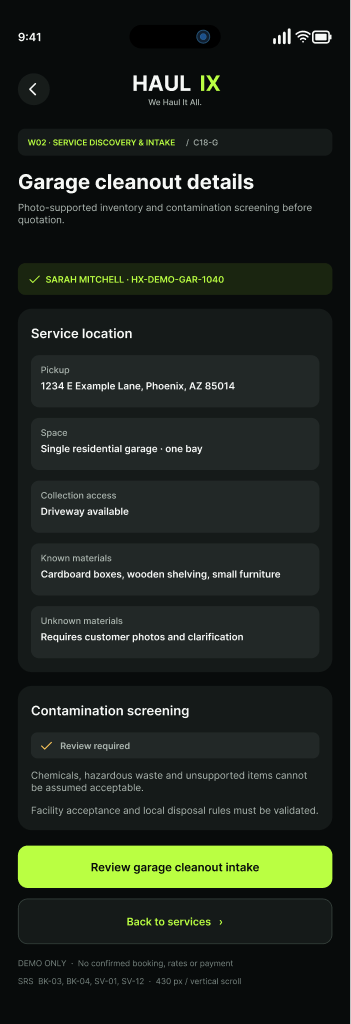 9:41
HAUL IX
We Haul It All.
W02 · SERVICE DISCOVERY & INTAKE / C18-G
Garage cleanout details
Photo-supported inventory and contamination screening before
quotation.
SARAH MITCHELL · HX-DEMO-GAR-1040
Service location
Pickup
1234 E Example Lane, Phoenix, AZ 85014
Space
Single residential garage · one bay
Collection access
Driveway available
Known materials
Cardboard boxes, wooden shelving, small furniture
Unknown materials
Requires customer photos and clarification
Contamination screening
Review required
Chemicals, hazardous waste and unsupported items cannot
be assumed acceptable.
Facility acceptance and local disposal rules must be validated.
Review garage cleanout intake
Back to services ›
DEMO ONLY · No confirmed booking, rates or payment
SRS BK-03, BK-04, SV-01, SV-12 · 430 px / vertical scroll